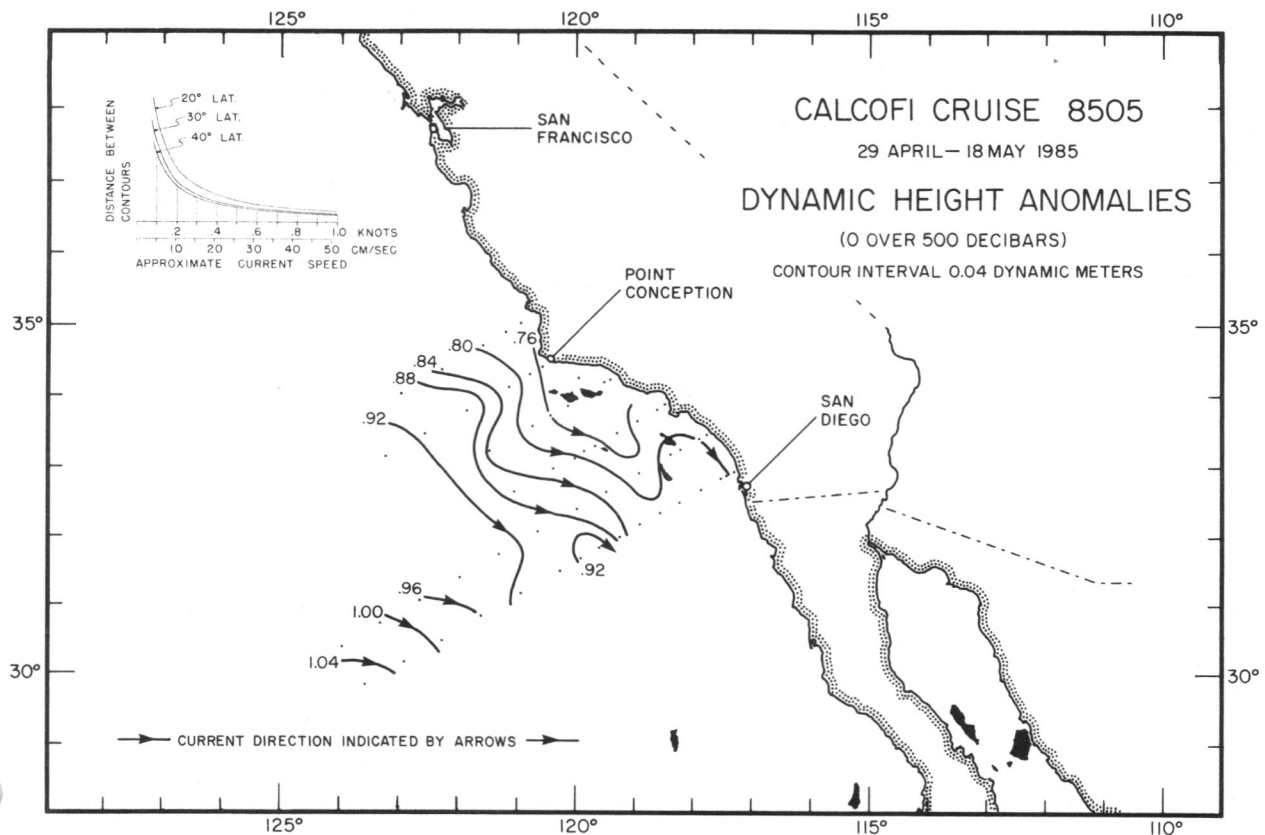 125°
120°
115°
110°
CALCOFI CRUISE 8505
29 APRIL — 18 MAY 1985
DYNAMIC HEIGHT ANOMALIES
(0 OVER 500 DECIBARS)
CONTOUR INTERVAL 0.04 DYNAMIC METERS
DISTANCE BETWEEN
CONTOURS
20° LAT.
30° LAT.
40° LAT.
.2 .4 .6 .8 1.0 KNOTS
10 20 30 40 50 CM/SEC
APPROXIMATE CURRENT SPEED
SAN
FRANCISCO
POINT
CONCEPTION
SAN
DIEGO
35°
35°
.76
.80
.84
.88
.92
.92
.96
1.00
1.04
30°
30°
CURRENT DIRECTION INDICATED BY ARROWS
125°
120°
115°
110°